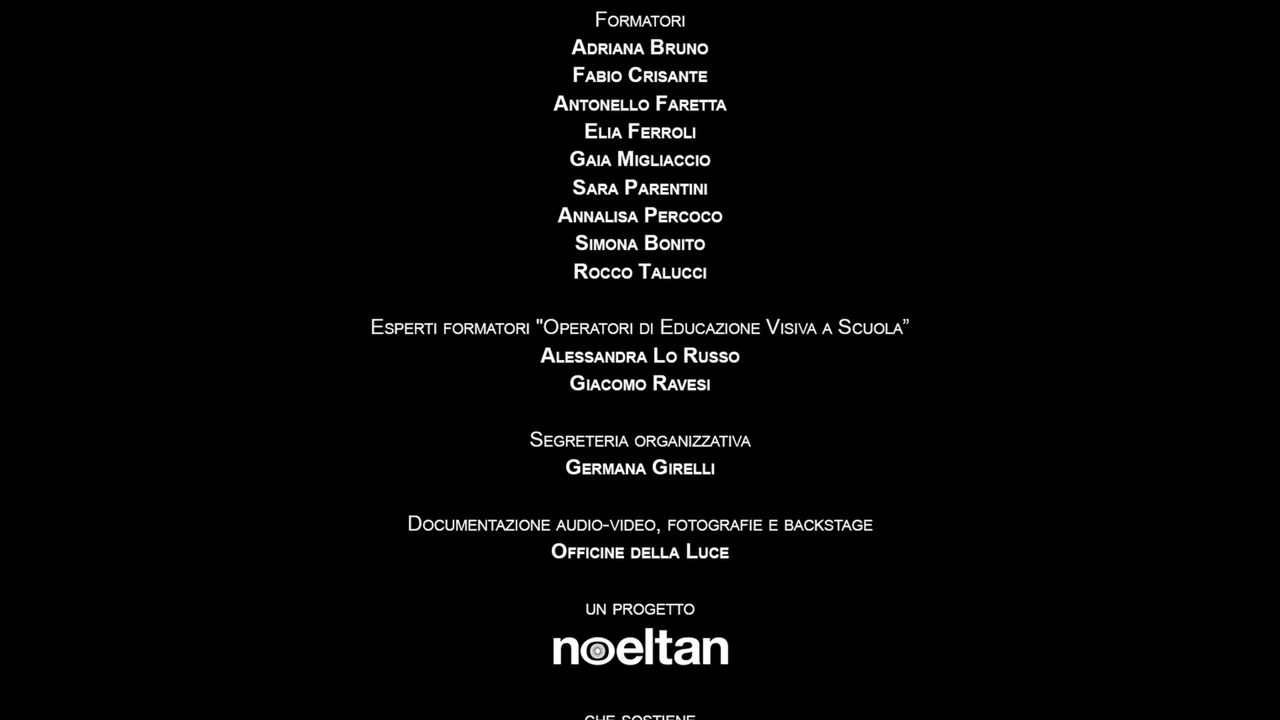 Formatori
Adriana Bruno
Fabio Crisante
Antonello Faretta
Elia Ferroli
Gaia Migliaccio
Sara Parentini
Annalisa Percoco
Simona Bonito
Rocco Talucci
Esperti formatori "Operatori di Educazione Visiva a Scuola”
Alessandra Lo Russo
Giacomo Ravesi
Segreteria organizzativa
Germana Girelli
Documentazione audio-video, fotografie e backstage
Officine della Luce
un progetto
noeltan
che sostiene